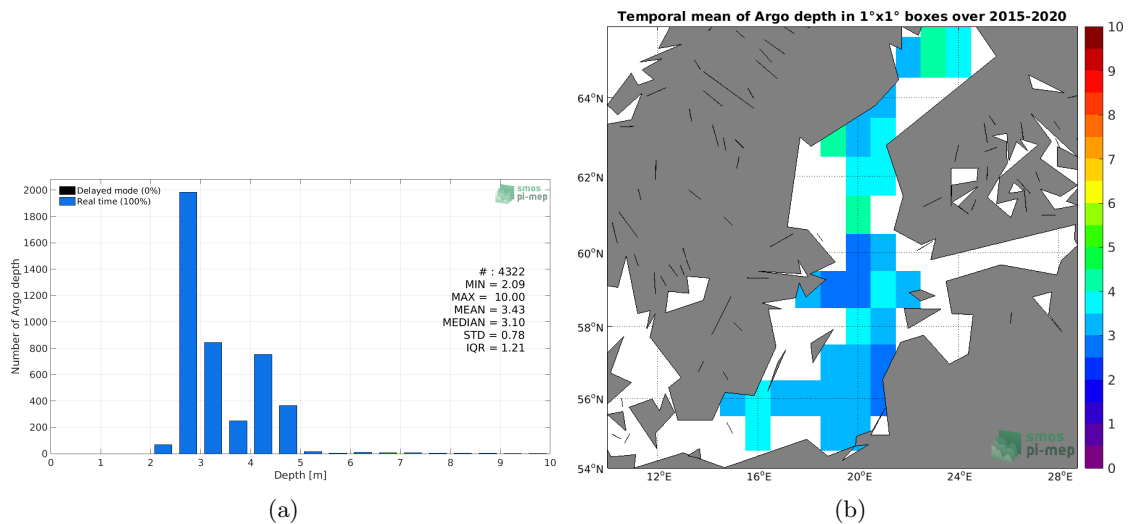 Temporal mean of Argo depth in 1°x1° boxes over 2015-2020
Delayed mode (0%)
Real time (100%)
smos
pi-mep
# : 4322
MIN = 2.09
MAX = 10.00
MEAN = 3.43
MEDIAN = 3.10
STD = 0.78
IQR = 1.21
Number of Argo depth
2000
1800
1600
1400
1200
1000
800
600
400
200
0
0 1 2 3 4 5 6 7 8 9 10
Depth [m]
(a)
64°N
62°N
60°N
58°N
56°N
54°N
12°E 16°E 20°E 24°E 28°E
smos
pi-mep
10
9
8
7
6
5
4
3
2
1
0
(b)